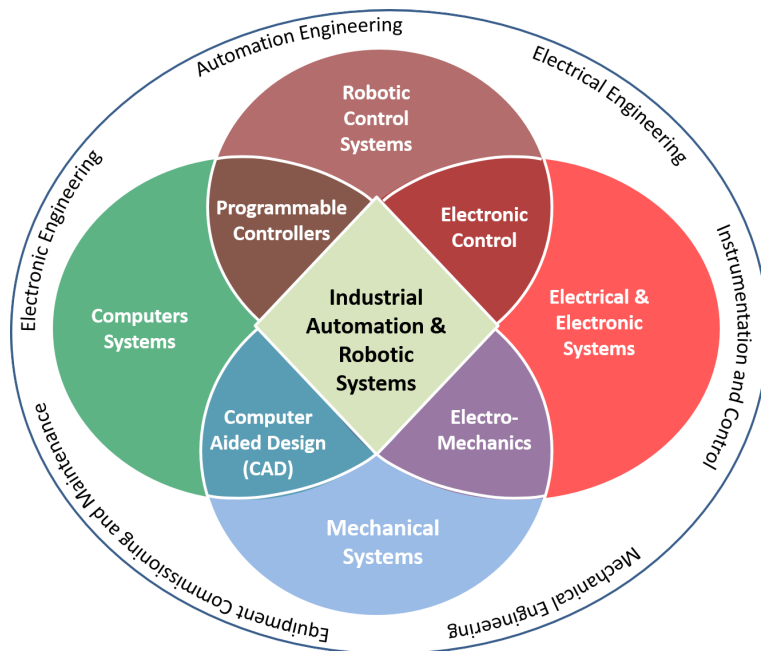 Automation Engineering
Electrical Engineering
Electronic Engineering
Instrumentation and Control
Equipment Commissioning and Maintenance
Mechanical Engineering
Robotic
Control
Systems
Programmable
Controllers
Electronic
Control
Computers
Systems
Industrial
Automation &
Robotic
Systems
Electrical &
Electronic
Systems
Computer
Aided Design
(CAD)
Electro-
Mechanics
Mechanical
Systems